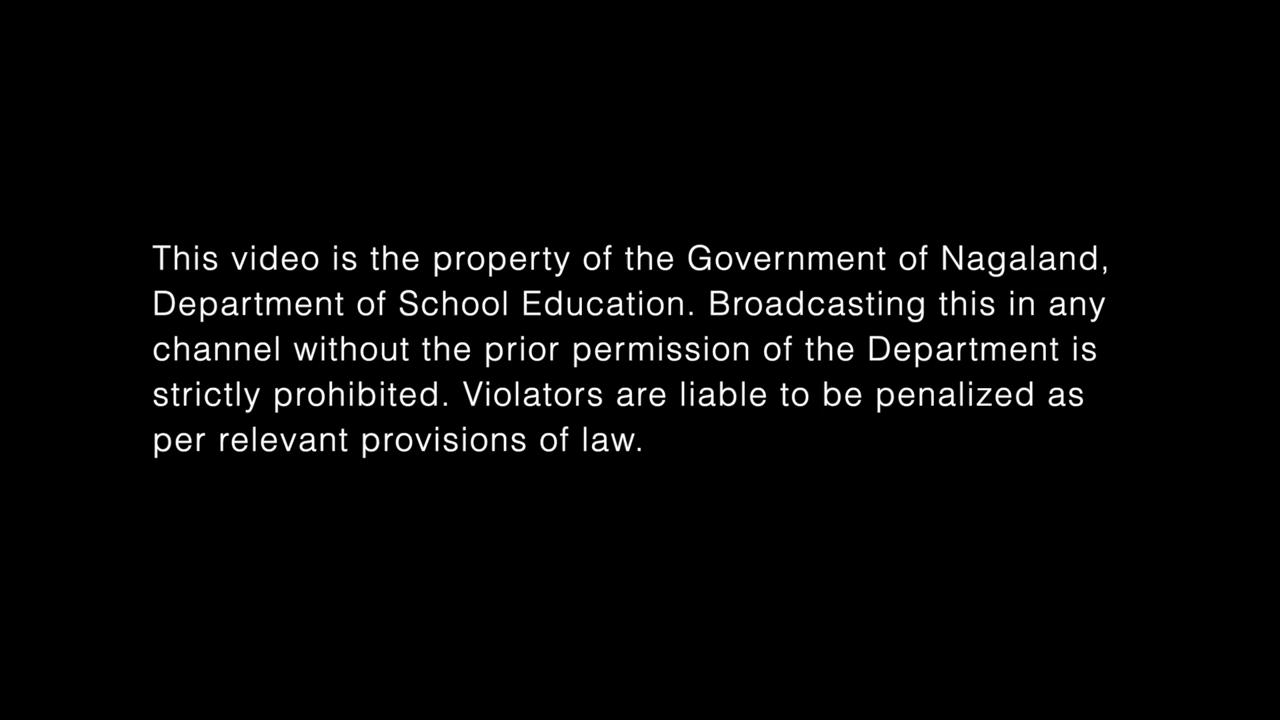 This video is the property of the Government of Nagaland,
Department of School Education. Broadcasting this in any
channel without the prior permission of the Department is
strictly prohibited. Violators are liable to be penalized as
per relevant provisions of law.